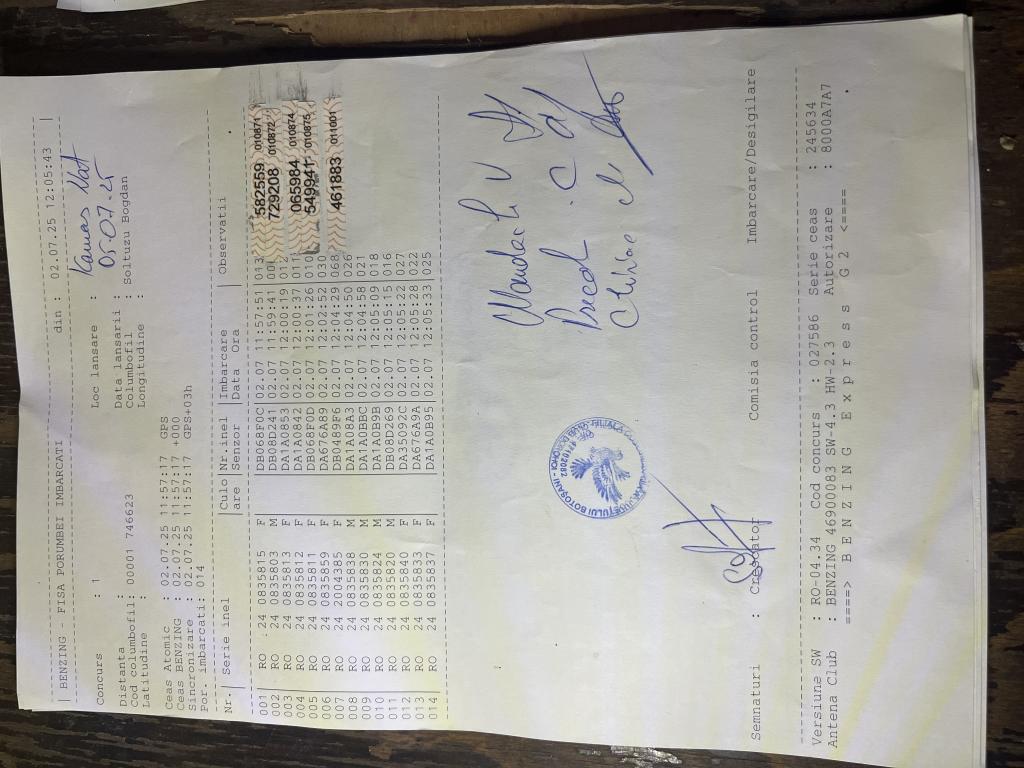 | BENZING - FISA PORUMBEI IMBARCATI din : 02.07.25 12:05:43 |
Concurs : 1 Loc lansare :
Distanta : Data lansarii : 05.07.25
Cod columbofil: 00001 746623 Columbofil : Soltuzu Bogdan
Latitudine : Longitudine :
Ceas Atomic : 02.07.25 11:57:17 GPS
Ceas BENZING : 02.07.25 11:57:17 +000
Sincronizare : 02.07.25 11:57:17 GPS+03h
Por. imbarcati: 014
Nr.| Serie inel |Culo|Nr.inel |Imbarcare |Observatii
|are |Senzor |Data Ora |
001| RO 24 0835815 F |DB068F0C|02.07 11:57:51|013 582559 010871
002| RO 24 0835803 M |DB08D241|02.07 11:59:41|00 729208 010872
003| RO 24 0835813 F |DA1A0853|02.07 12:00:19|012
004| RO 24 0835812 F |DA1A0842|02.07 12:00:37|011 065984 010874
005| RO 24 0835811 F |DB068F0D|02.07 12:01:26|010 549941 010875
006| RO 24 0835859 F |DA676A89|02.07 12:02:52|030
007| RO 24 2004385 F |DB0409F6|02.07 12:04:29|068 461883 011001
008| RO 24 0835838 M |DA1A08A3|02.07 12:04:50|026
009| RO 24 0835830 M |DA1A0BBC|02.07 12:04:58|021
010| RO 24 0835824 M |DA1A0B9B|02.07 12:05:09|018
011| RO 24 0835820 M |DB08D269|02.07 12:05:15|016
012| RO 24 0835840 F |DA35092C|02.07 12:05:22|027
013| RO 24 0835833 F |DA676A9A|02.07 12:05:28|022
014| RO 24 0835837 F |DA1A0B95|02.07 12:05:33|025
17102082
Semnaturi : Crescator Comisia control Imbarcare/Desigilare
Versiune SW : RO-04.34 Cod concurs : 027586 Serie ceas : 245634
Antena Club : BENZING 46900083 SW-4.3 HW-2.3 Autorizare : 8000A7A7
====> B E N Z I N G E x p r e s s G 2 <====